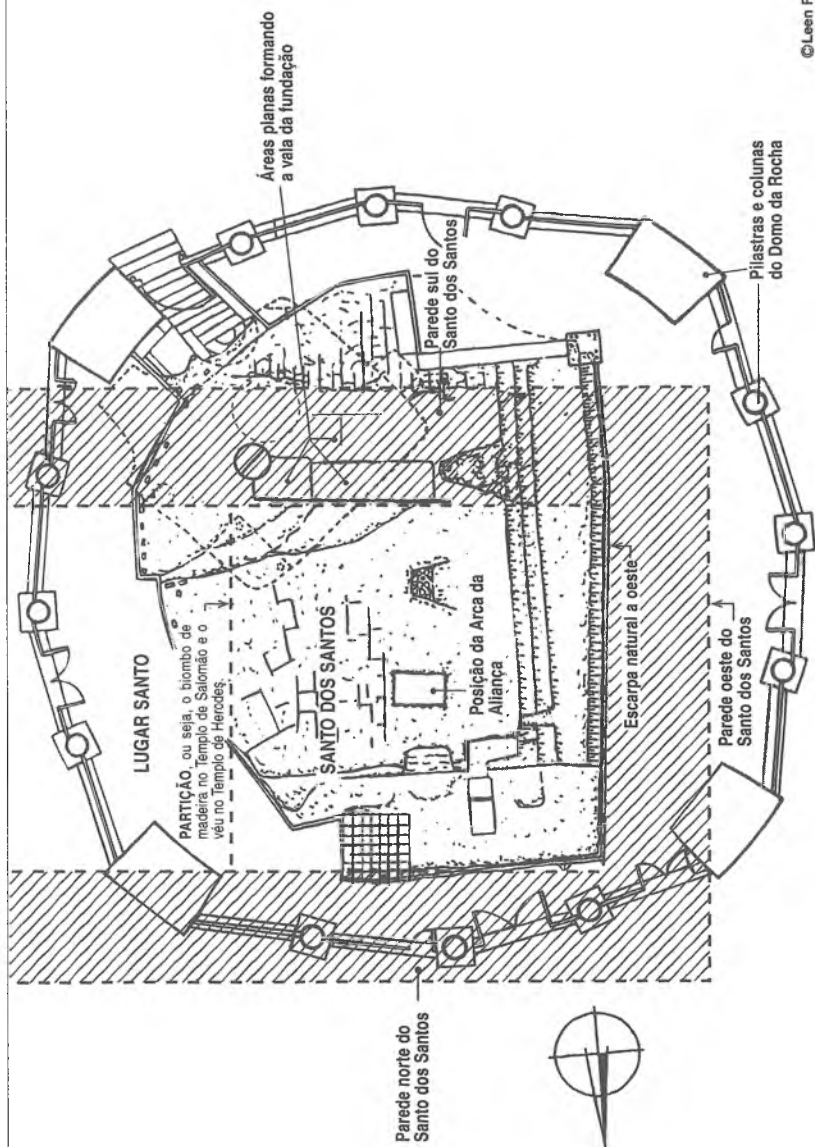 Áreas planas formando
a vala da fundação
LUGAR SANTO
PARTIÇÃO, ou seja, o biombo de
madeira no Templo de Salomão e o
véu no Templo de Herodes.
Parede sul do
Santo dos Santos
SANTO DOS SANTOS
Posição da Arca da
Aliança
Escarpa natural a oeste
Parede norte do
Santo dos Santos
Parede oeste do
Santo dos Santos
Pilastras e colunas
do Domo da Rocha
©Leen